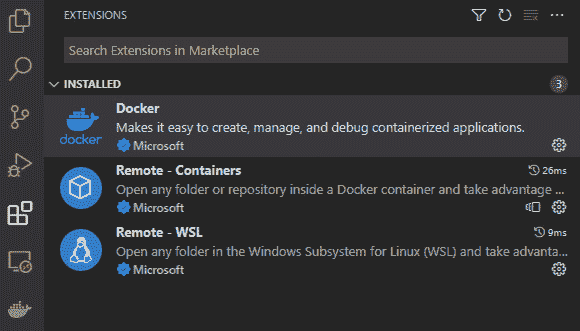 EXTENSIONS
Search Extensions in Marketplace
INSTALLED
3
Docker
docker
Makes it easy to create, manage, and debug containerized applications.
Microsoft
Remote - Containers
26ms
Open any folder or repository inside a Docker container and take advantage ...
Microsoft
Remote - WSL
9ms
Open any folder in the Windows Subsystem for Linux (WSL) and take advanta...
Microsoft